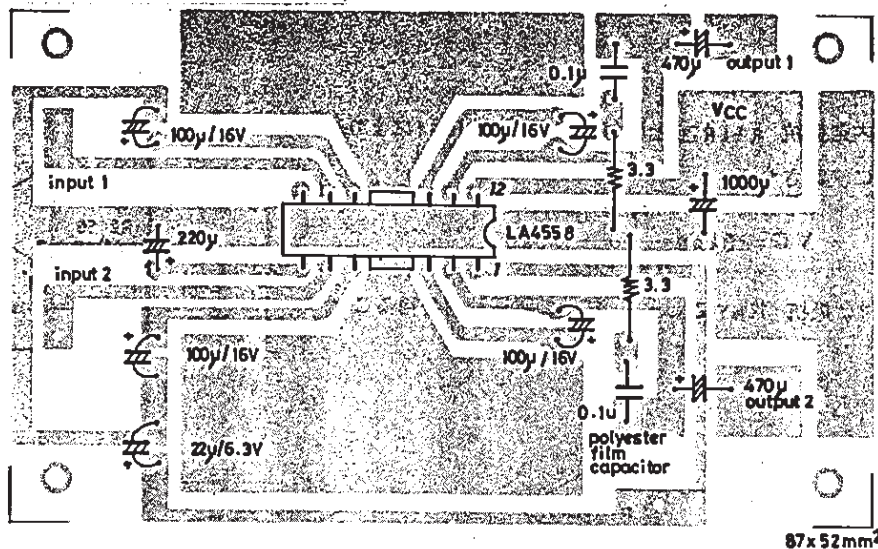 470μ
output 1
0.1μ
Vcc
100μ/16V
100μ/16V
input 1
12
3.3
1000μ
LA4558
220μ
input 2
1
3.3
100μ/16V
100μ/16V
470μ
output 2
0.1u
22μ/6.3V
polyester
film
capacitor
87x52mm²